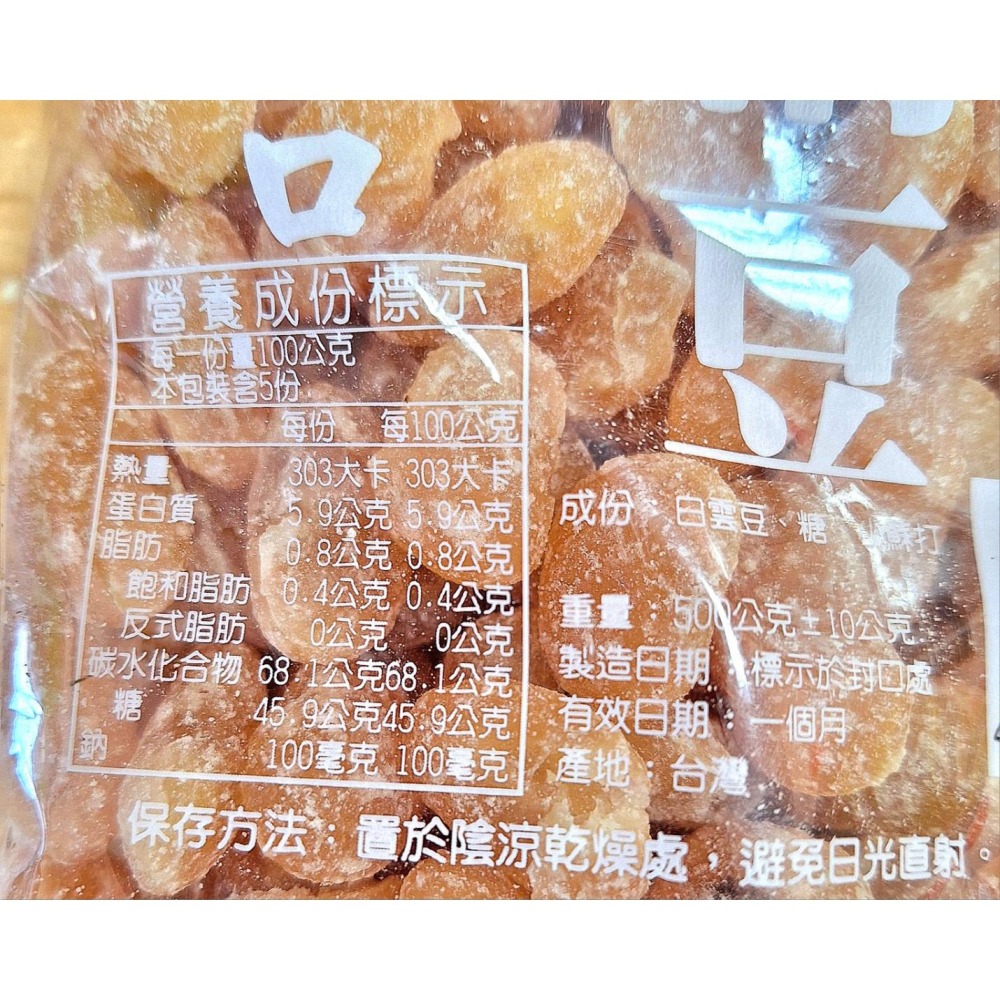 口
豆
營養成份標示
每一份量100公克
本包裝含5份
每份 每100公克
熱量 303大卡 303大卡
蛋白質 5.9公克 5.9公克
脂肪 0.8公克 0.8公克
飽和脂肪 0.4公克 0.4公克
反式脂肪 0公克 0公克
碳水化合物 68.1公克 68.1公克
糖 45.9公克 45.9公克
鈉 100毫克 100毫克
成份 白雲豆、糖 蘇打
重量 500公克±10公克
製造日期：標示於封口處
有效日期：一個月
產地：台灣
保存方法：置於陰涼乾燥處，避免日光直射。